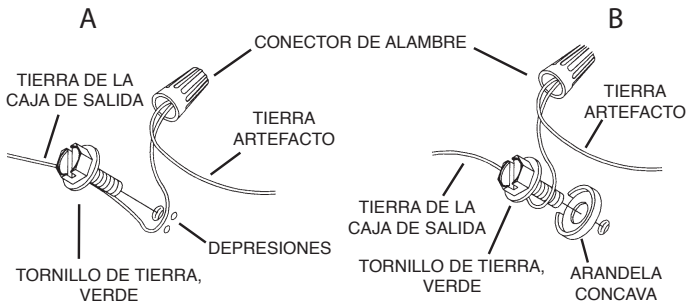 A
B
CONECTOR DE ALAMBRE
TIERRA DE LA
CAJA DE SALIDA
TIERRA
ARTEFACTO
TIERRA
ARTEFACTO
TIERRA DE LA
CAJA DE SALIDA
DEPRESIONES
TORNILLO DE TIERRA,
VERDE
TORNILLO DE TIERRA,
VERDE
ARANDELA
CONCAVA